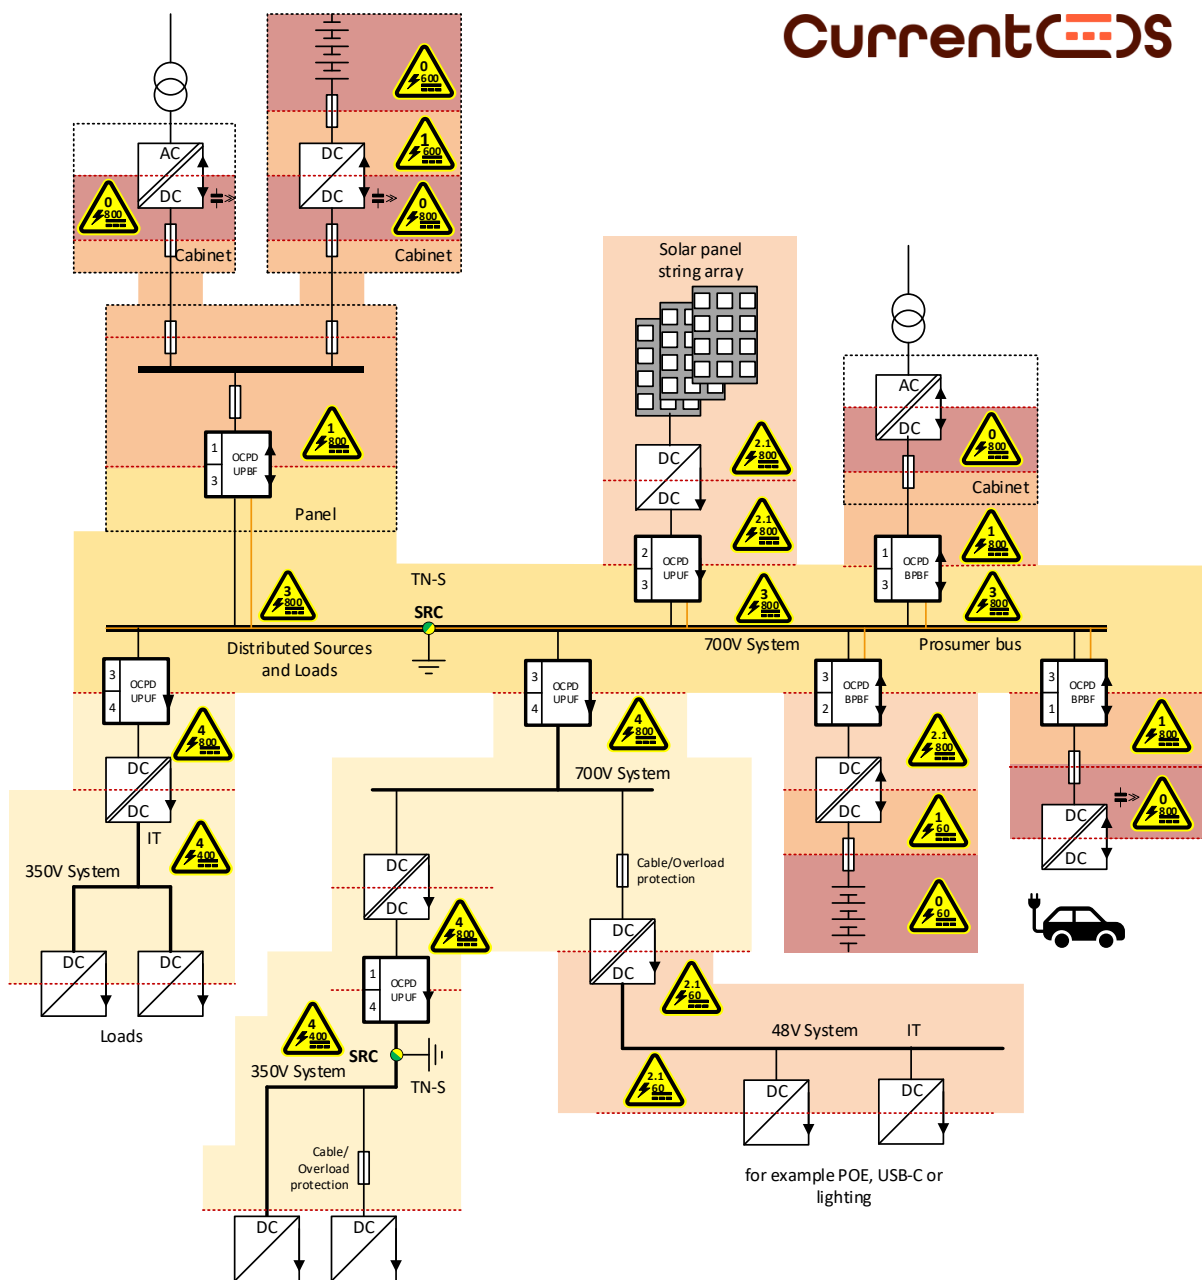 CurrentOS
0
600
1
600
AC
DC
DC
DC
0
800
0
800
Cabinet
Cabinet
Solar panel
string array
AC
DC
0
800
Cabinet
1
800
1
3
OCPD
UPBF
Panel
DC
DC
2.1
800
2.1
800
2
3
OCPD
UPUF
1
800
1
3
OCPD
BPBF
TN-S
3
800
3
800
3
800
SRC
Distributed Sources
and Loads
700V System
Prosumer bus
3
4
OCPD
UPUF
3
4
OCPD
UPUF
3
2
OCPD
BPBF
3
1
OCPD
BPBF
4
800
4
800
2.1
800
1
800
DC
DC
700V System
DC
DC
0
800
DC
DC
IT
4
400
1
60
350V System
DC
DC
Cable/Overload
protection
0
60
4
800
DC
DC
DC
DC
Loads
1
4
OCPD
UPUF
2.1
60
4
400
SRC
350V System
TN-S
48V System
IT
2.1
60
DC
DC
Cable/
Overload
protection
for example POE, USB-C or
lighting
DC
DC